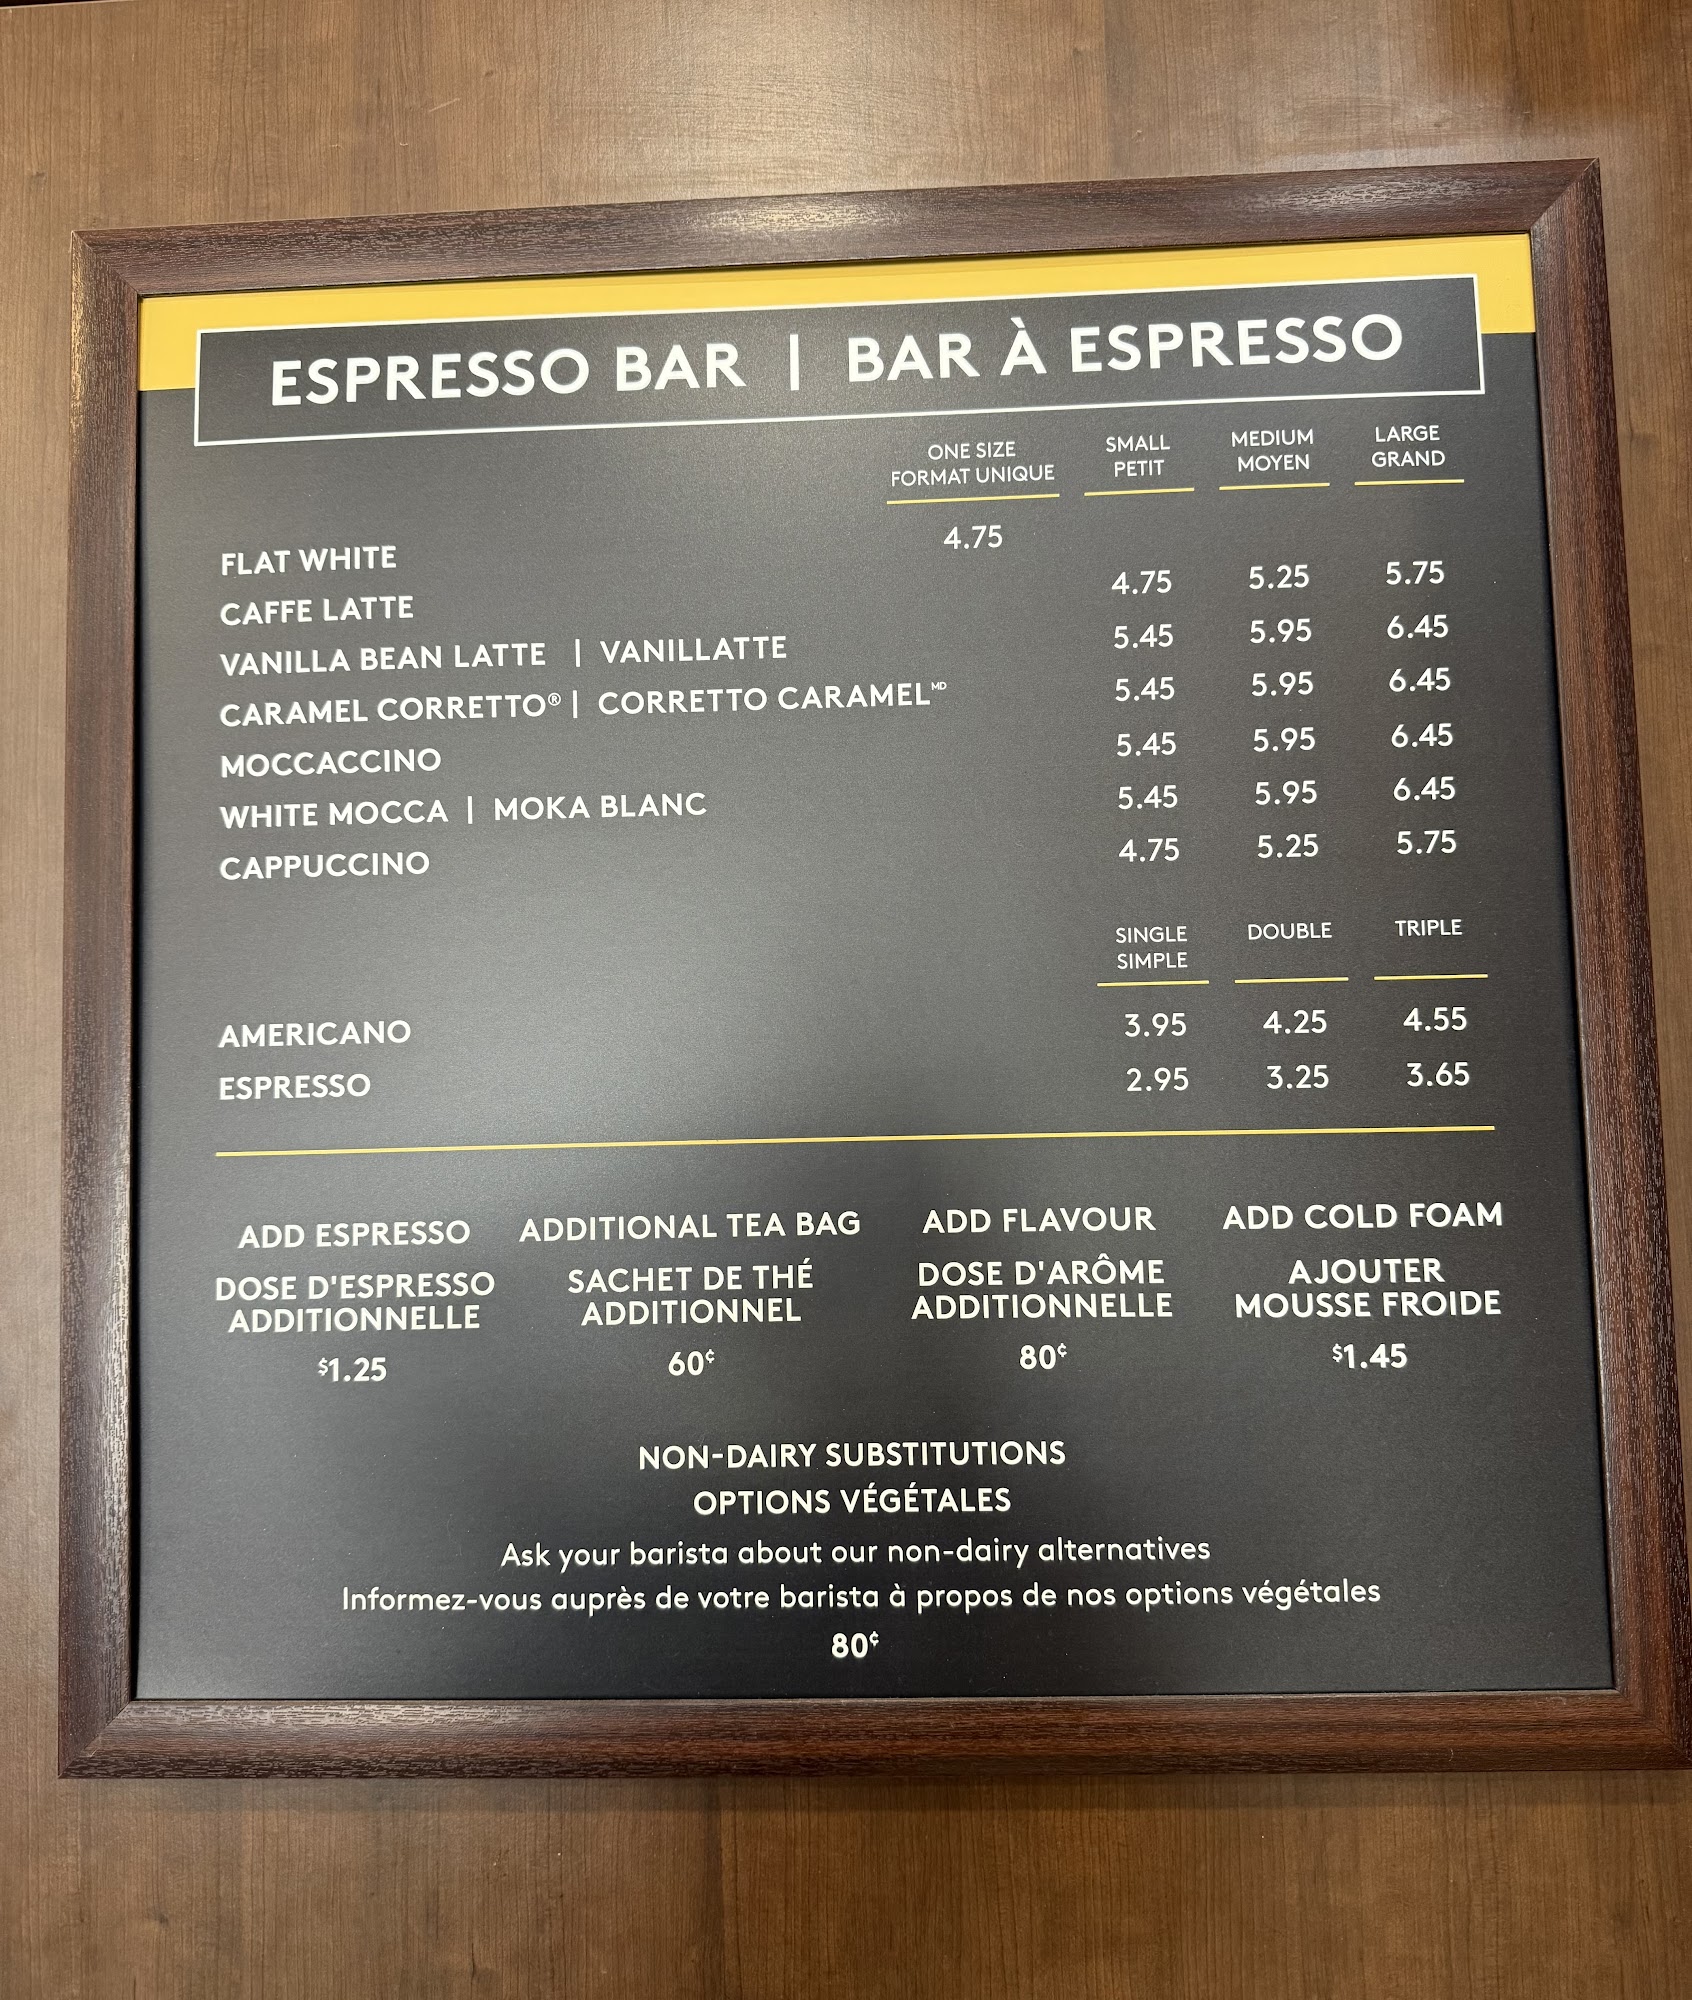 ESPRESSO BAR | BAR À ESPRESSO
ONE SIZE SMALL MEDIUM LARGE
FORMAT UNIQUE PETIT MOYEN GRAND
FLAT WHITE 4.75
CAFFE LATTE 4.75 5.25 5.75
VANILLA BEAN LATTE | VANILLATTE 5.45 5.95 6.45
CARAMEL CORRETTO® | CORRETTO CARAMEL MD 5.45 5.95 6.45
MOCCACCINO 5.45 5.95 6.45
WHITE MOCCA | MOKA BLANC 5.45 5.95 6.45
CAPPUCCINO 4.75 5.25 5.75
SINGLE DOUBLE TRIPLE
SIMPLE
AMERICANO 3.95 4.25 4.55
ESPRESSO 2.95 3.25 3.65
ADD ESPRESSO
DOSE D'ESPRESSO
ADDITIONNELLE
$1.25
ADDITIONAL TEA BAG
SACHET DE THÉ
ADDITIONNEL
60¢
ADD FLAVOUR
DOSE D'ARÔME
ADDITIONNELLE
80¢
ADD COLD FOAM
AJOUTER
MOUSSE FROIDE
$1.45
NON-DAIRY SUBSTITUTIONS
OPTIONS VÉGÉTALES
Ask your barista about our non-dairy alternatives
Informez-vous auprès de votre barista à propos de nos options végétales
80¢